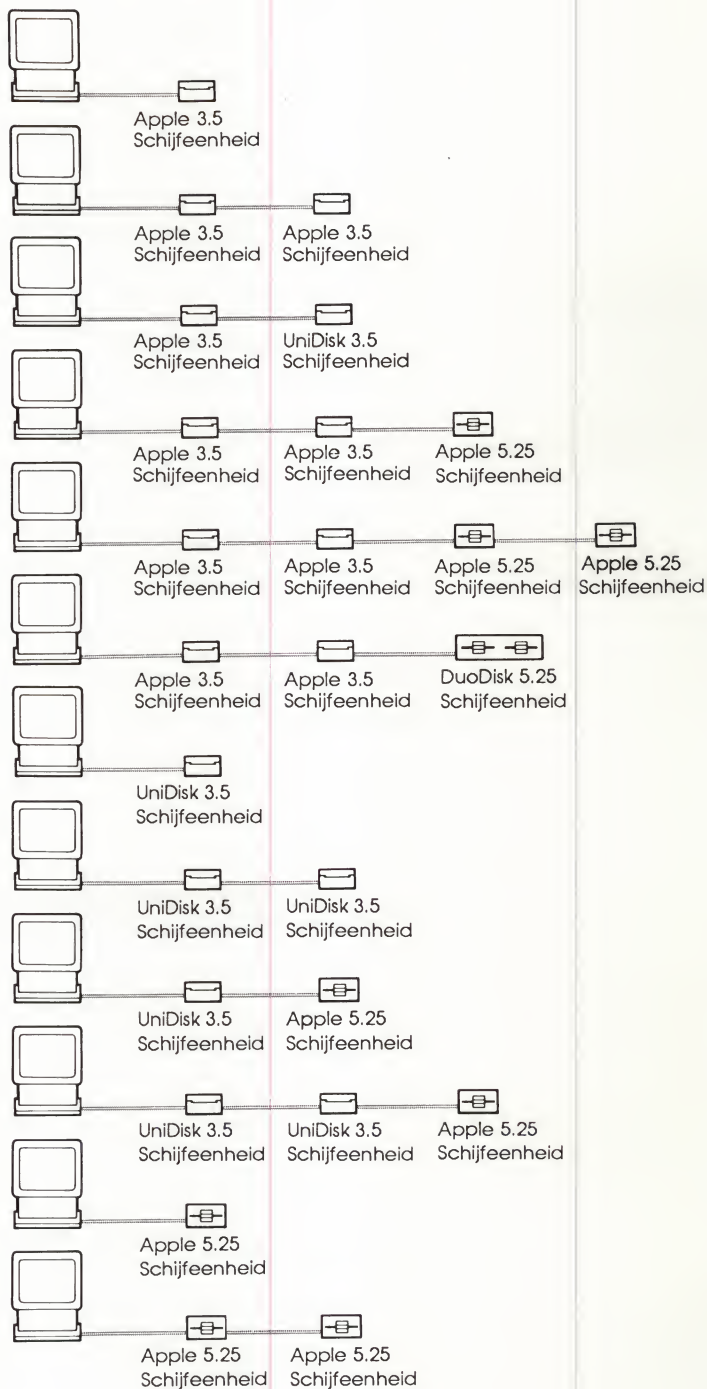 Apple 3.5
Schijfeenheid
Apple 3.5 Apple 3.5
Schijfeenheid Schijfeenheid
Apple 3.5 UniDisk 3.5
Schijfeenheid Schijfeenheid
Apple 3.5 Apple 3.5 Apple 5.25
Schijfeenheid Schijfeenheid Schijfeenheid
Apple 3.5 Apple 3.5 Apple 5.25 Apple 5.25
Schijfeenheid Schijfeenheid Schijfeenheid Schijfeenheid
Apple 3.5 Apple 3.5 DuoDisk 5.25
Schijfeenheid Schijfeenheid Schijfeenheid
UniDisk 3.5
Schijfeenheid
UniDisk 3.5 UniDisk 3.5
Schijfeenheid Schijfeenheid
UniDisk 3.5 Apple 5.25
Schijfeenheid Schijfeenheid
UniDisk 3.5 UniDisk 3.5 Apple 5.25
Schijfeenheid Schijfeenheid Schijfeenheid
Apple 5.25
Schijfeenheid
Apple 5.25 Apple 5.25
Schijfeenheid Schijfeenheid